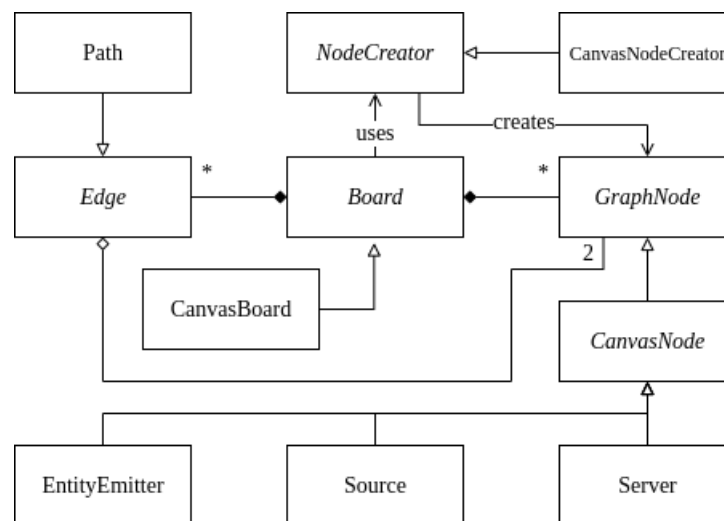 Path
NodeCreator
CanvasNodeCreator
uses
creates
*
*
Edge
Board
GraphNode
2
CanvasBoard
CanvasNode
EntityEmitter
Source
Server